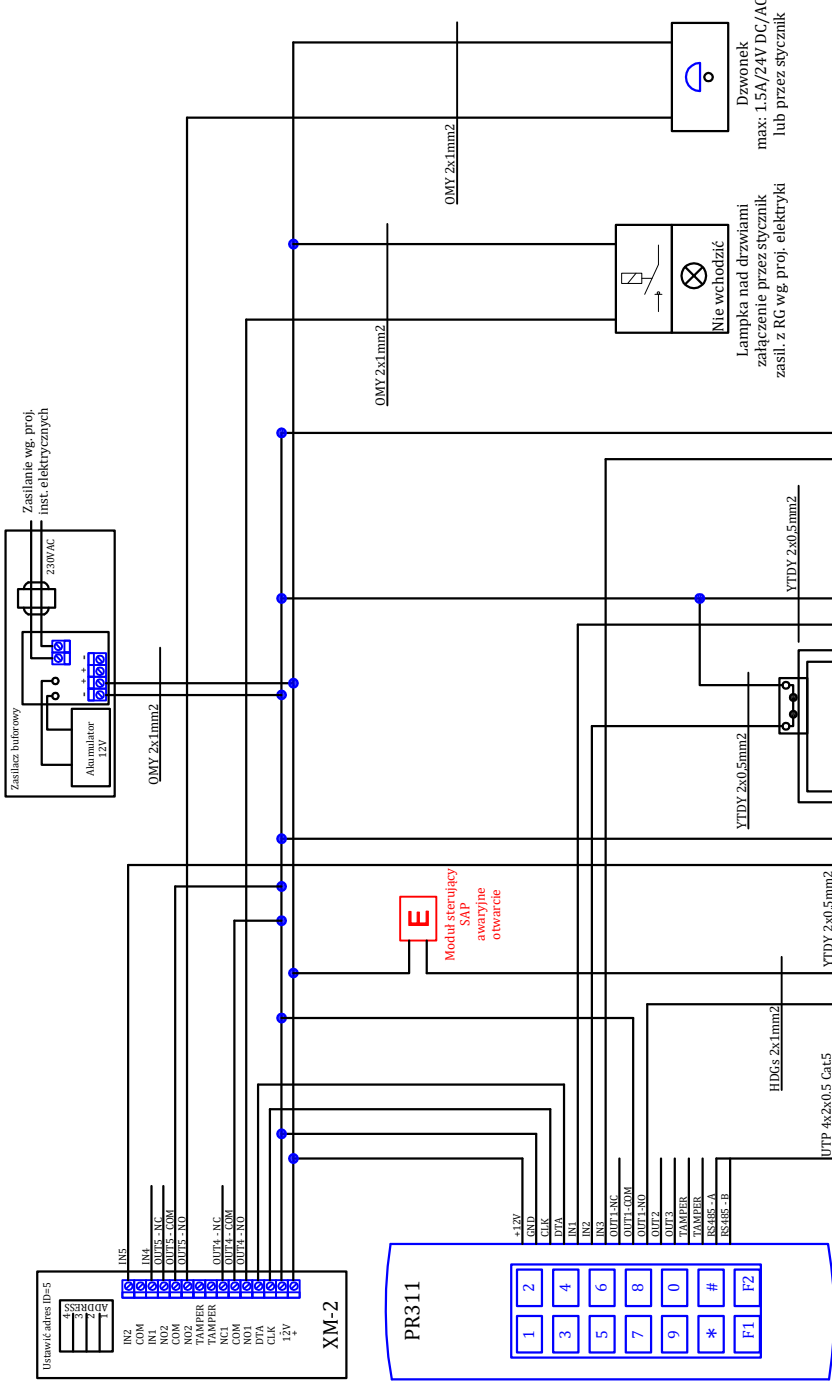 Dzwonek
max: 1.5A/24V DC/AC
lub przez stycznik
OMY 2x1mm2
Nie wchodzić
Lampka nad drzwiami
załączenie przez stycznik
zasil. z RG wg. proj. elektryki
OMY 2x1mm2
Zasilanie wg. proj.
inst. elektrycznych
230VAC
Zasilacz buforowy
Akumulator
12V
- + + -
OMY 2x1mm2
YTDY 2x0,5mm2
YTDY 2x0,5mm2
YTDY 2x0,5mm2
E
Moduł sterujący
SAP
awaryjne
otwarcie
HDGs 2x1mm2
UTP 4x2x0.5 Cat5
Ustawić adres ID=5
ADDRESS
4
3
2
1
IN5
IN4
OUT5 - NC
OUT5 - COM
OUT5 - NO
OUT4 - NC
OUT4 - COM
OUT4 - NO
IN2
COM
IN1
NO2
COM
NO2
TAMPER
TAMPER
NC1
COM
NO1
DTA
CLK
12V
+
XM-2
+12V
GND
CLK
DTA
IN1
IN2
IN3
OUT1-NC
OUT1-COM
OUT1-NO
OUT2
OUT3
TAMPER
TAMPER
RS485 - A
RS485 - B
PR311
1 2
3 4
5 6
7 8
9 0
* #
F1 F2